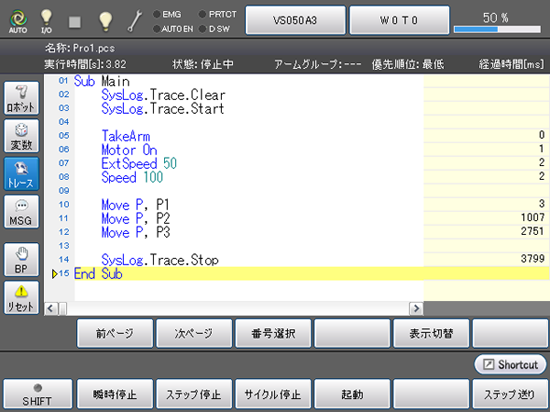 EMG PRTCT VS050A3 W0T0 50 %
AUTO I/O AUTOEN DSW
名称: Pro1.pcs
実行時間[s]:3.82 状態: 停止中 アームグループ:--- 優先順位: 最低 経過時間[ms]
01 Sub Main
02 SysLog.Trace.Clear
03 SysLog.Trace.Start
04
05 TakeArm 0
06 Motor On 1
07 ExtSpeed 50 2
08 Speed 100 2
09
10 Move P, P1 3
11 Move P, P2 1007
12 Move P, P3 2751
13
14 SysLog.Trace.Stop 3799
15 End Sub
ロボット
変数
トレース
MSG
BP
リセット
前ページ 次ページ 番号選択 表示切替
Shortcut
SHIFT 瞬時停止 ステップ停止 サイクル停止 起動 ステップ送り